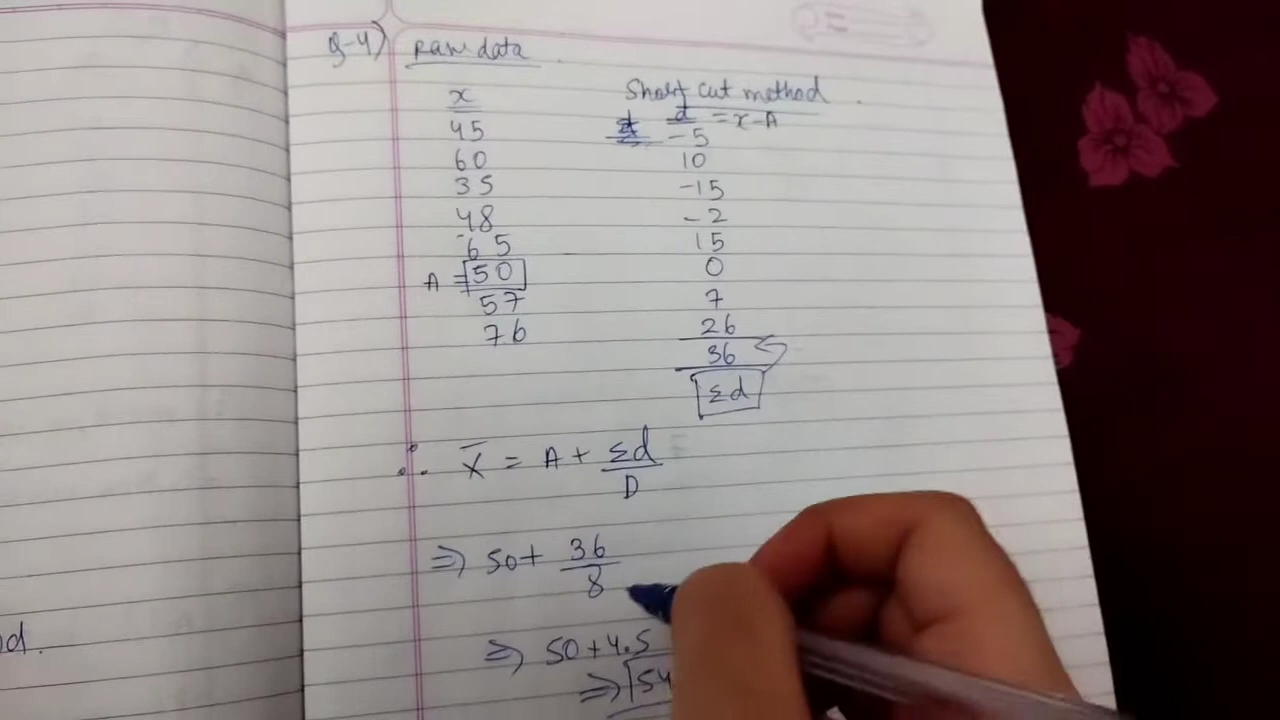 Q-4) Raw data
Short cut method
x d = x-A
45 -5
60 10
35 -15
48 -2
65 15
A = 50 0
57 7
76 26
36
Σd
∴ X̄ = A + Σd
D
⇒ 50 + 36
8
⇒ 50 + 4.5
⇒ 54
od.